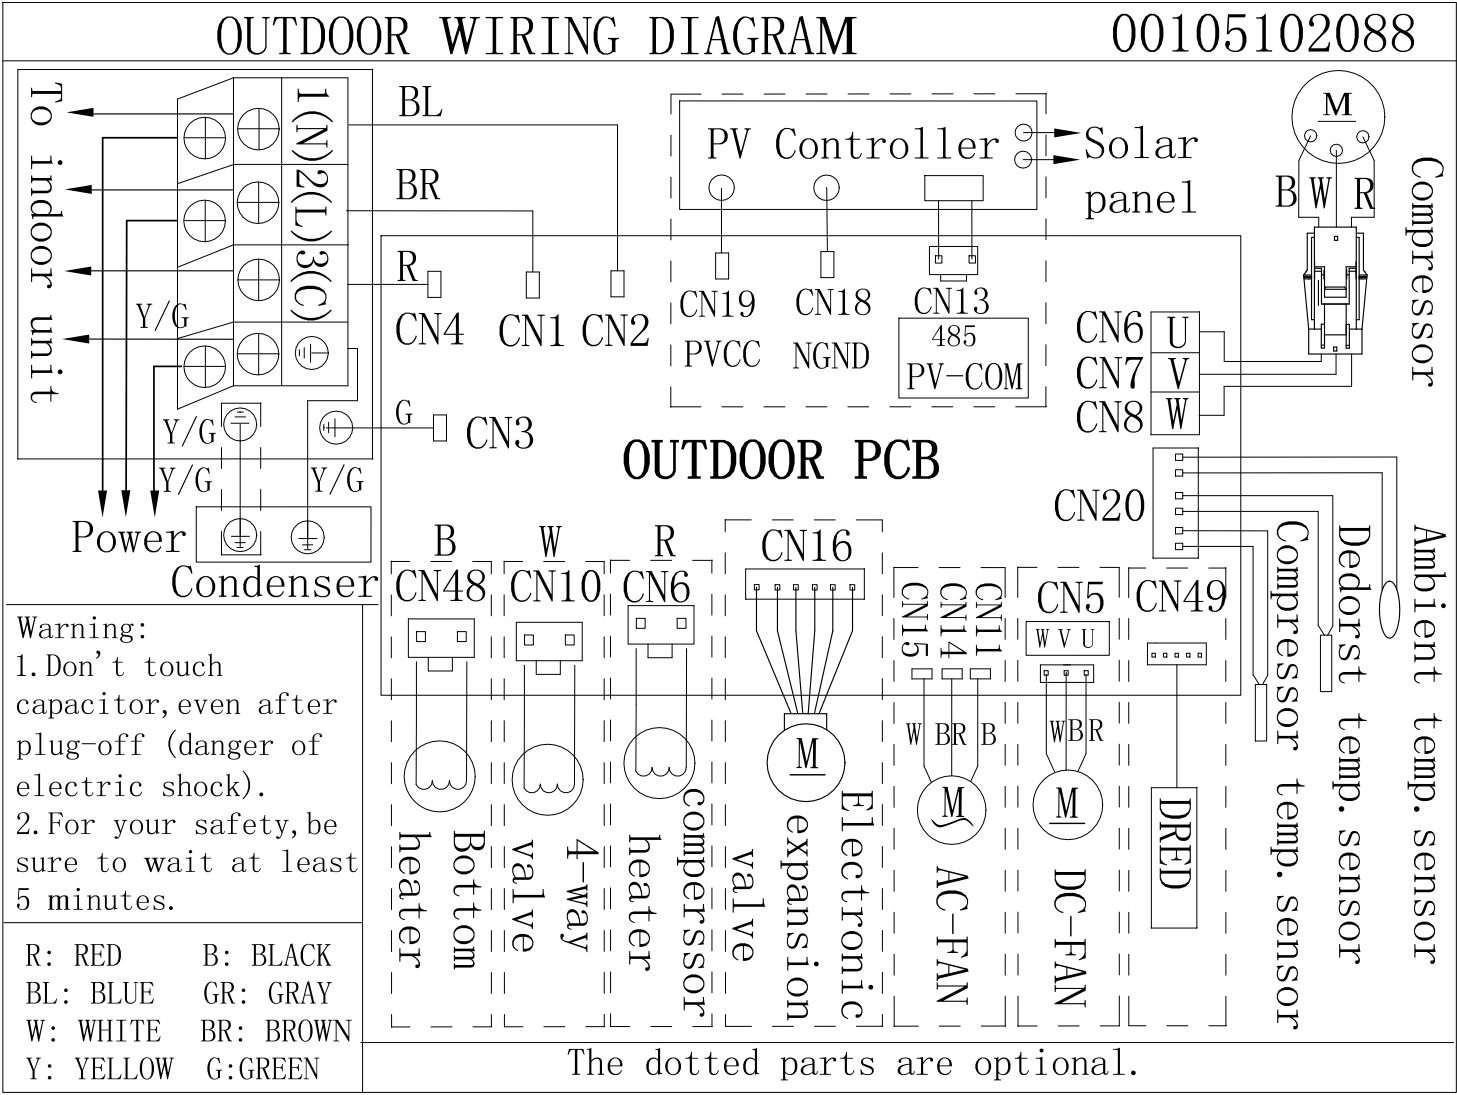 OUTDOOR WIRING DIAGRAM
00105102088
To indoor unit
1(N)2(L)3(C)
BL
BR
R
CN4
CN1
CN2
Y/G
G
CN3
Y/G
Y/G
Y/G
Power
Condenser
PV Controller
Solar
panel
CN19
CN18
CN13
PVCC
NGND
485
PV-COM
M
B
W
R
Compressor
CN6
U
CN7
V
CN8
W
OUTDOOR PCB
CN20
Compressor temp.sensor
Dedorst temp.sensor
Ambient temp.sensor
B
CN48
Bottom
heater
W
CN10
4-way
valve
R
CN6
comperssor
heater
CN16
M
Electronic
expansion
valve
CN15
CN14
CN11
W
BR
B
M
AC-FAN
CN5
W V U
W
B
R
M
DC-FAN
CN49
DRED
Warning:
1.Don't touch
capacitor,even after
plug-off (danger of
electric shock).
2.For your safety,be
sure to wait at least
5 minutes.
R: RED
B: BLACK
BL: BLUE
GR: GRAY
W: WHITE
BR: BROWN
Y: YELLOW
G:GREEN
The dotted parts are optional.